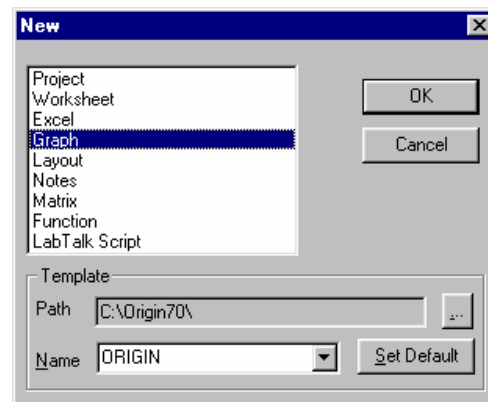 New
Project
Worksheet
Excel
Graph
Layout
Notes
Matrix
Function
LabTalk Script
OK
Cancel
Template
Path C:\Origin70\ ...
Name ORIGIN Set Default